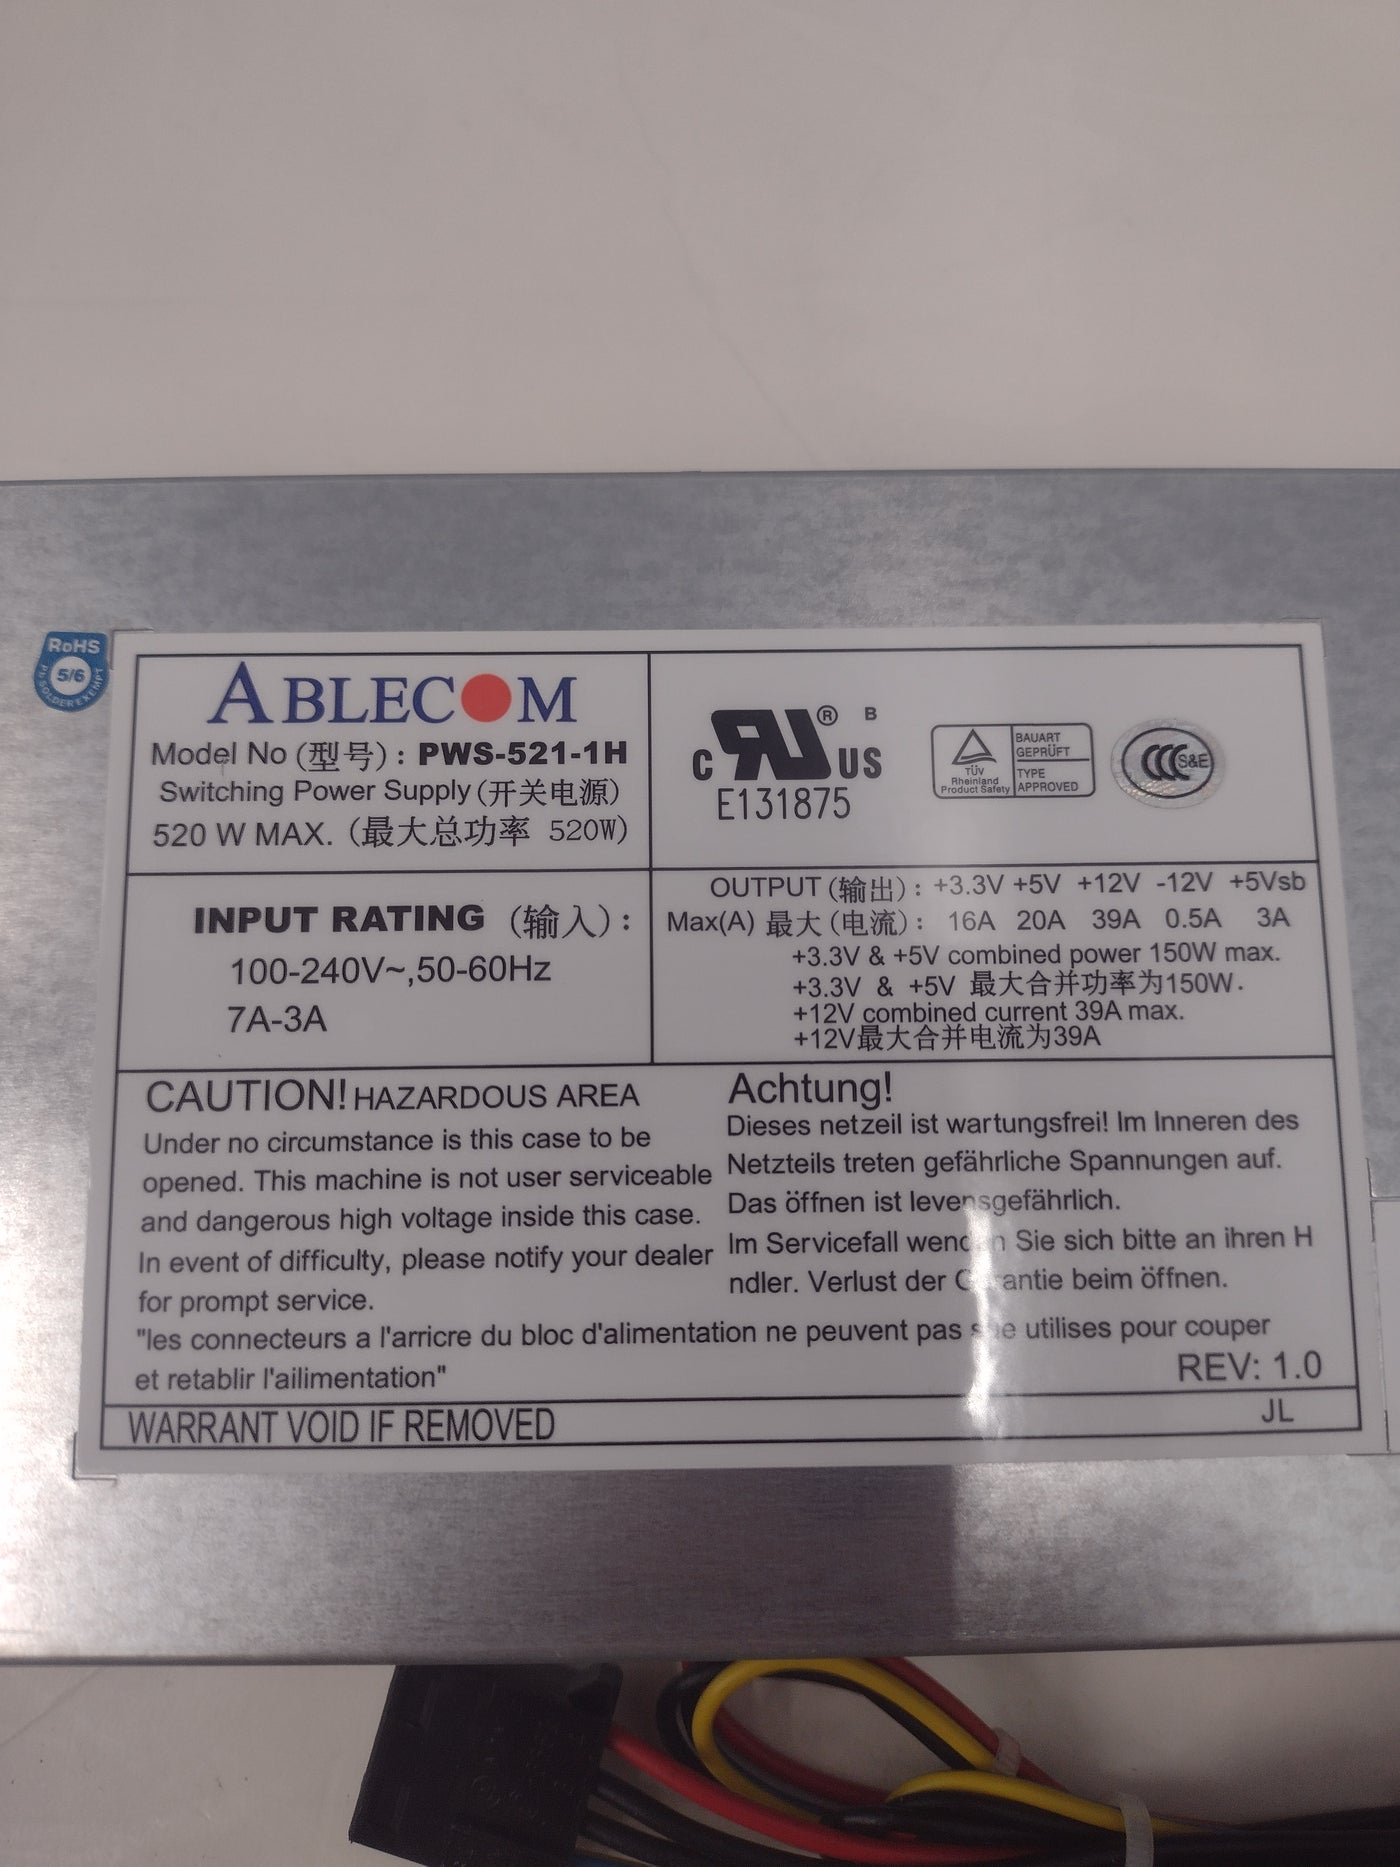 RoHS
5/6
Pb SOLDER EXEMPT
ABLECOM
Model No (型号) : PWS-521-1H
Switching Power Supply (开关电源)
520 W MAX. (最大总功率 520W)
C RU US ® B
E131875
TÜV
Rheinland
Product Safety
BAUART
GEPRÜFT
TYPE
APPROVED
CCC S&E
INPUT RATING (输入) :
100-240V~,50-60Hz
7A-3A
OUTPUT (输出) : +3.3V +5V +12V -12V +5Vsb
Max(A) 最大 (电流) : 16A 20A 39A 0.5A 3A
+3.3V & +5V combined power 150W max.
+3.3V & +5V 最大合并功率为150W.
+12V combined current 39A max.
+12V最大合并电流为39A
CAUTION! HAZARDOUS AREA
Under no circumstance is this case to be
opened. This machine is not user serviceable
and dangerous high voltage inside this case.
In event of difficulty, please notify your dealer
for prompt service.
Achtung!
Dieses netzeil ist wartungsfrei! Im Inneren des
Netzteils treten gefährliche Spannungen auf.
Das öffnen ist levensgefährlich.
Im Servicefall wenden Sie sich bitte an ihren H
ndler. Verlust der Garantie beim öffnen.
"les connecteurs a l'arricre du bloc d'alimentation ne peuvent pas utilises pour couper
et retablir l'ailimentation"
REV: 1.0
WARRANT VOID IF REMOVED
JL